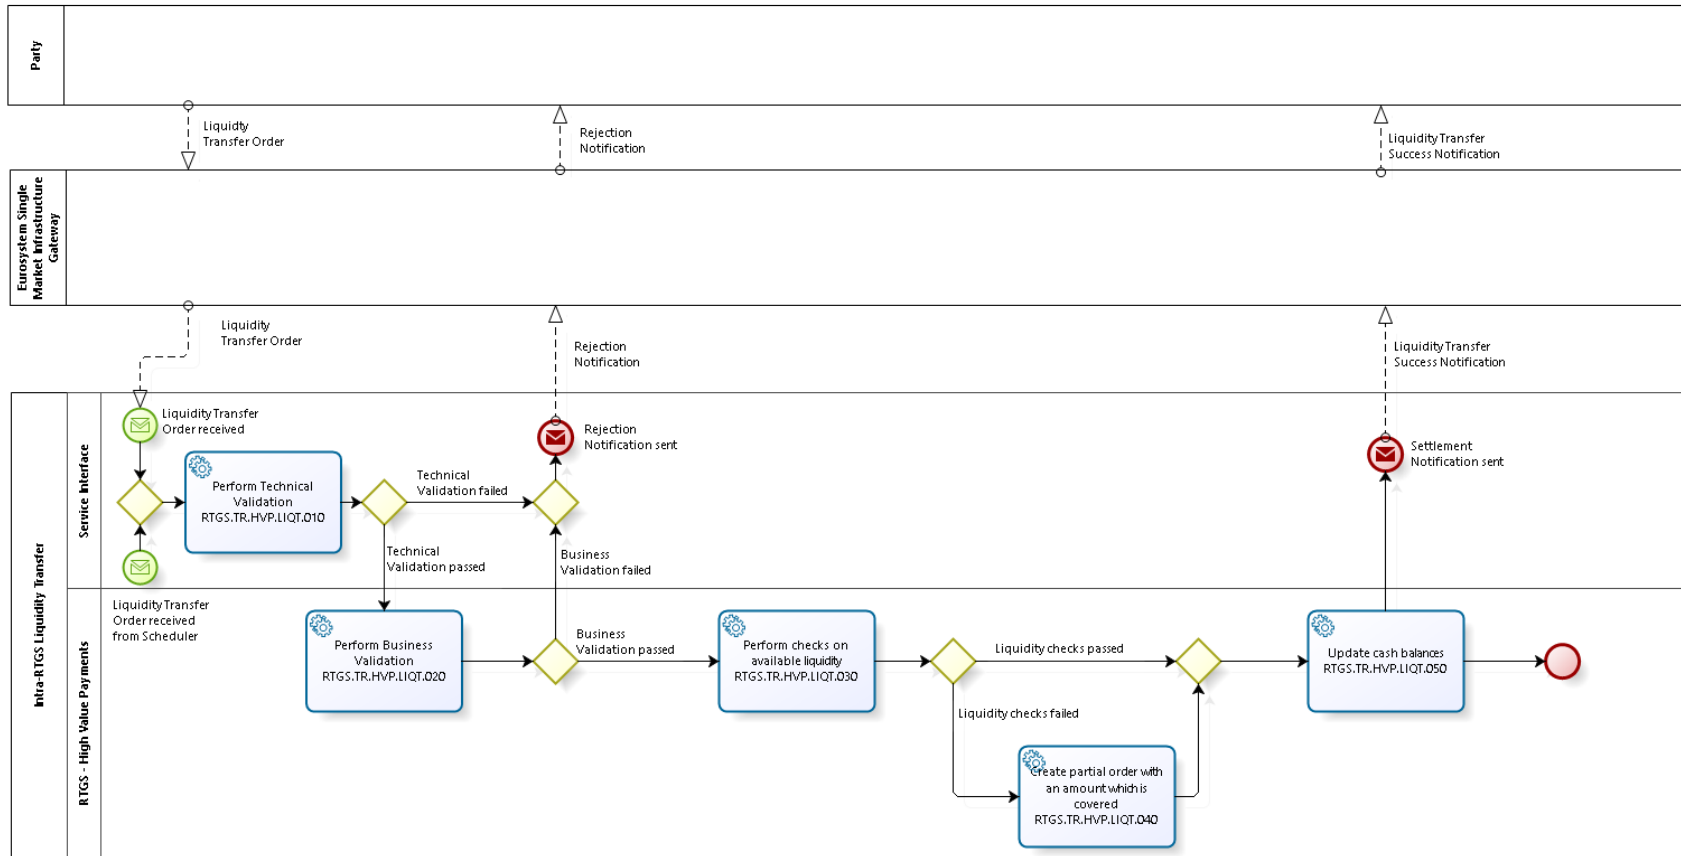 Party
Liquidty
Transfer Order
Rejection
Notification
Liquidity Transfer
Success Notification
Eurosystem Single
Market Infrastructure
Gateway
Liquidity
Transfer Order
Rejection
Notification
Liquidity Transfer
Success Notification
Intra-RTGS Liquidity Transfer
Service Interface
Liquidity Transfer
Order received
Rejection
Notification sent
Settlement
Notification sent
Perform Technical
Validation
RTGS.TR.HVP.LIQT.010
Technical
Validation failed
Technical
Validation passed
Business
Validation failed
Liquidity Transfer
Order received
from Scheduler
RTGS - High Value Payments
Perform Business
Validation
RTGS.TR.HVP.LIQT.020
Business
Validation passed
Perform checks on
available liquidity
RTGS.TR.HVP.LIQT.030
Liquidity checks passed
Liquidity checks failed
Create partial order with
an amount which is
covered
RTGS.TR.HVP.LIQT.040
Update cash balances
RTGS.TR.HVP.LIQT.050